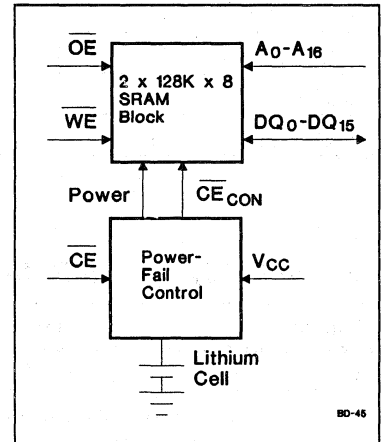 OE
A0-A16
2 x 128K x 8
SRAM
Block
WE
DQ0-DQ15
Power
CECON
CE
Power-
Fail
Control
VCC
Lithium
Cell
BD-45